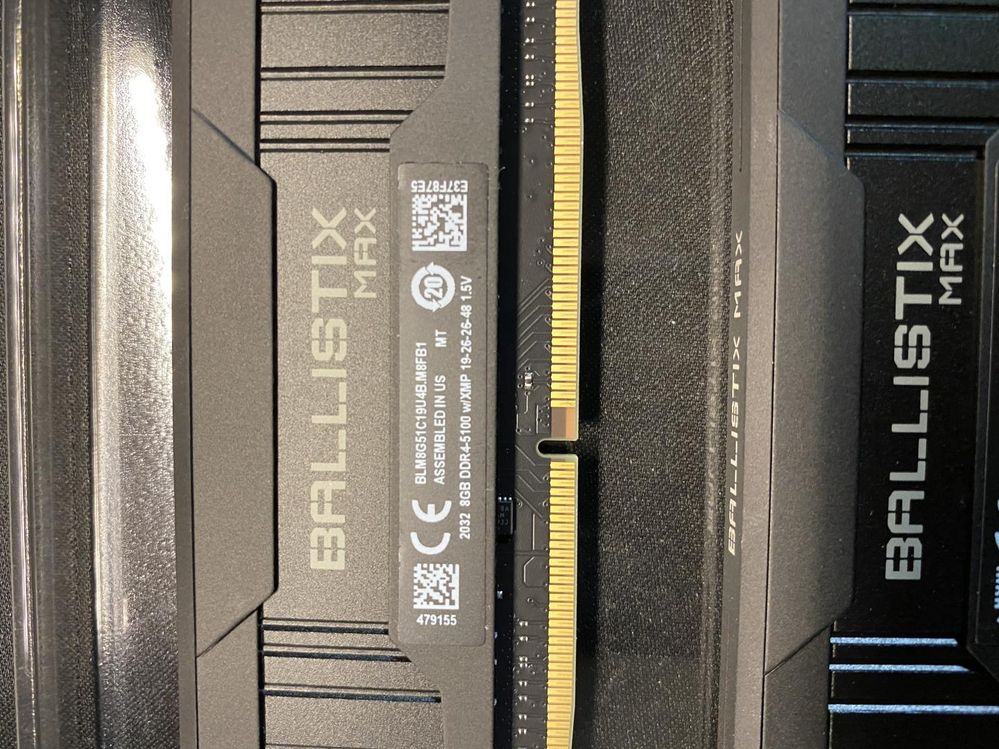 BALLISTIX
MAX
479155
BLM8G51C19U4B.M8FB1
ASSEMBLED IN US MT
2032 8GB DDR4-5100 w/XMP 19-26-26-48 1.5V
20
E37F87E5
BALLISTIX MAX
BALLISTIX
MAX